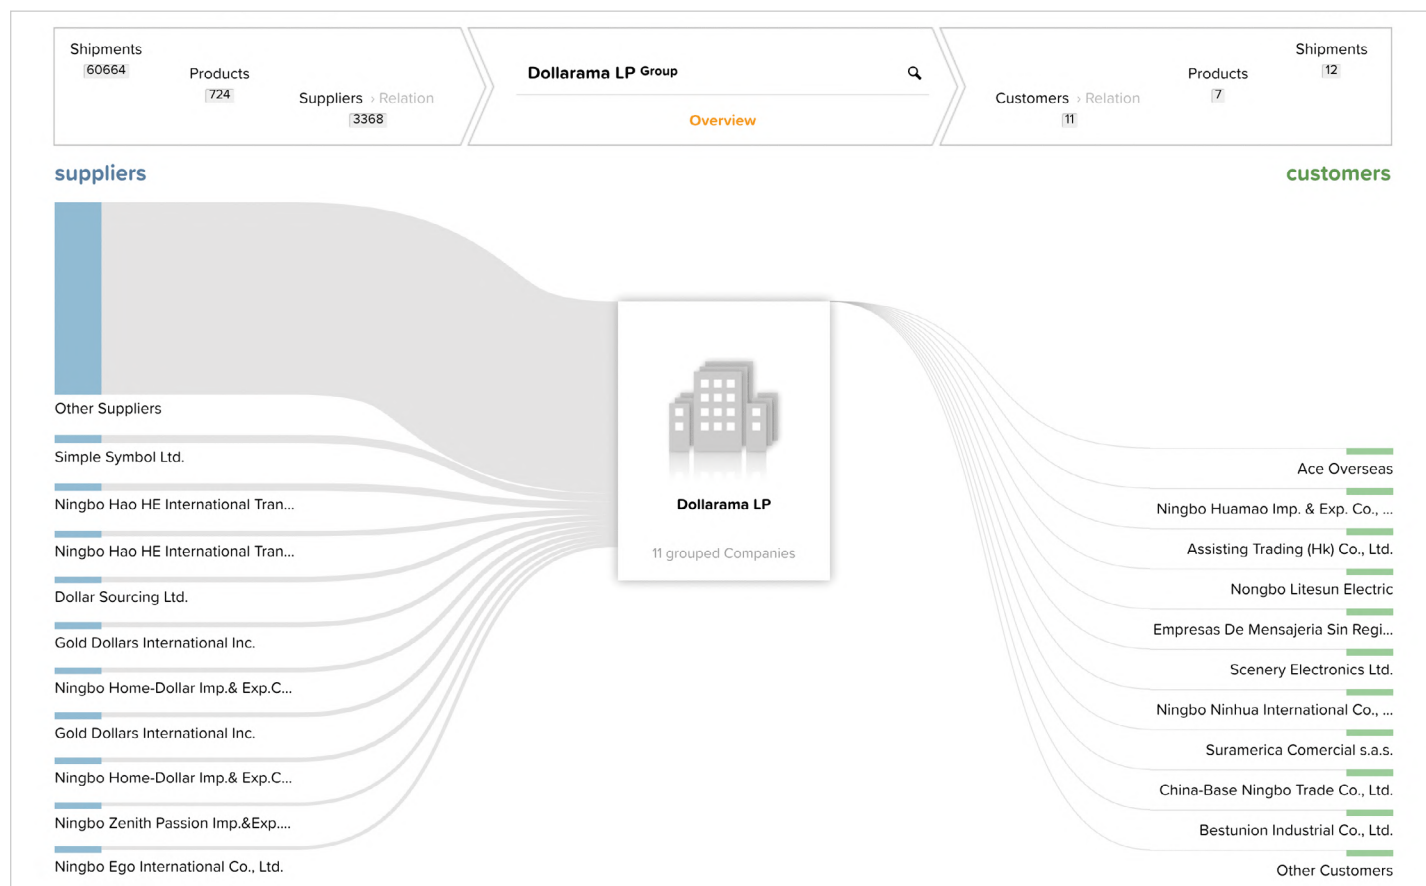 Shipments
60664
Products
724
Suppliers › Relation
3368
Dollarama LP Group
Overview
Customers › Relation
11
Products
7
Shipments
12
suppliers
customers
Other Suppliers
Simple Symbol Ltd.
Ningbo Hao HE International Tran...
Ningbo Hao HE International Tran...
Dollar Sourcing Ltd.
Gold Dollars International Inc.
Ningbo Home-Dollar Imp.& Exp.C...
Gold Dollars International Inc.
Ningbo Home-Dollar Imp.& Exp.C...
Ningbo Zenith Passion Imp.&Exp....
Ningbo Ego International Co., Ltd.
Dollarama LP
11 grouped Companies
Ace Overseas
Ningbo Huamao Imp. & Exp. Co., ...
Assisting Trading (Hk) Co., Ltd.
Nongbo Litesun Electric
Empresas De Mensajeria Sin Regi...
Scenery Electronics Ltd.
Ningbo Ninhua International Co., ...
Suramerica Comercial s.a.s.
China-Base Ningbo Trade Co., Ltd.
Bestunion Industrial Co., Ltd.
Other Customers